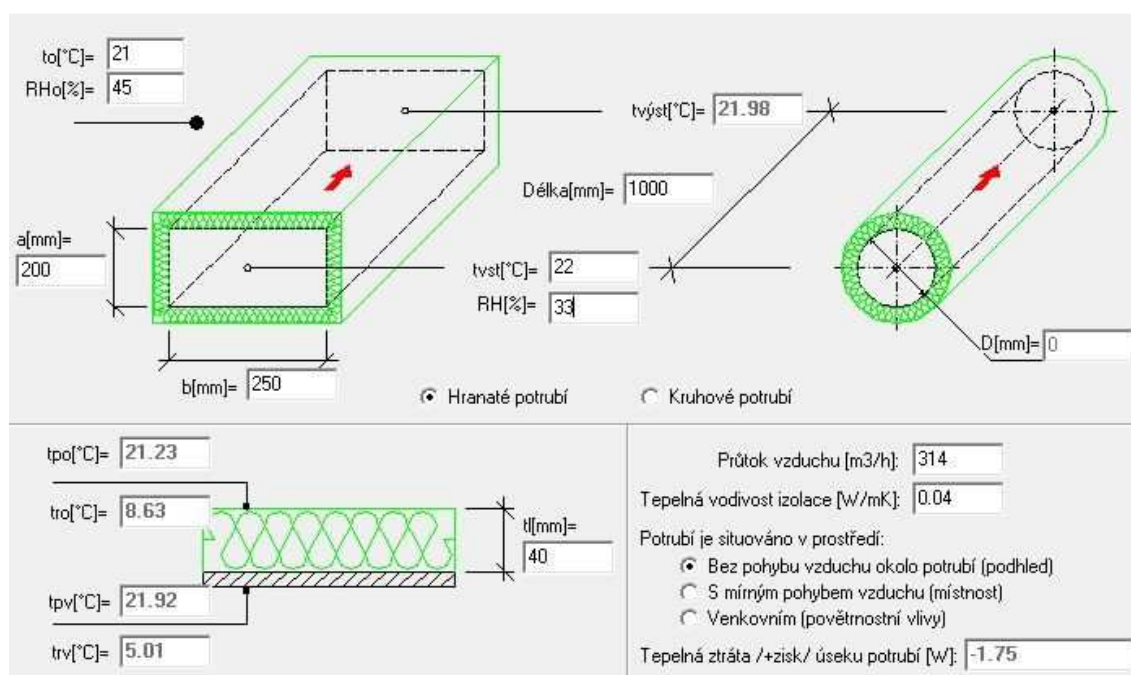 to[°C]= 21
RHo[%]= 45
tvýst[°C]= 21.98
Délka[mm]= 1000
a[mm]=
200
tvst[°C]= 22
RH[%]= 33
D[mm]= 0
b[mm]= 250
Hranaté potrubí
Kruhové potrubí
tpo[°C]= 21.23
tro[°C]= 8.63
tl[mm]=
40
tpv[°C]= 21.92
trv[°C]= 5.01
Průtok vzduchu [m3/h]: 314
Tepelná vodivost izolace [W/mK]: 0.04
Potrubí je situováno v prostředí:
Bez pohybu vzduchu okolo potrubí (podhled)
S mírným pohybem vzduchu (místnost)
Venkovním (povětrnostní vlivy)
Tepelná ztráta /+zisk/ úseku potrubí [W]: -1.75